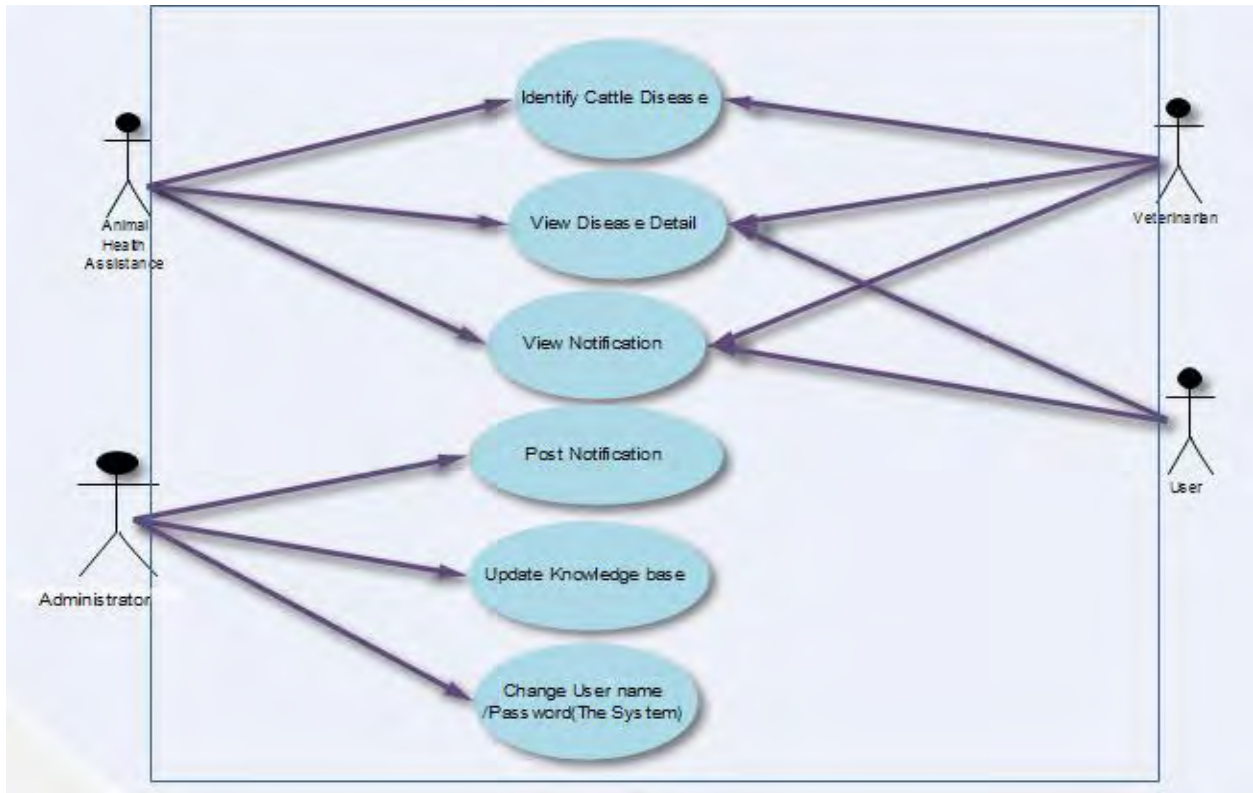 Identify Cattle Disease
View Disease Detail
View Notification
Post Notification
Update Knowledge base
Change User name
/Password(The System)
Animal
Health
Assistance
Administrator
Veterinarian
User